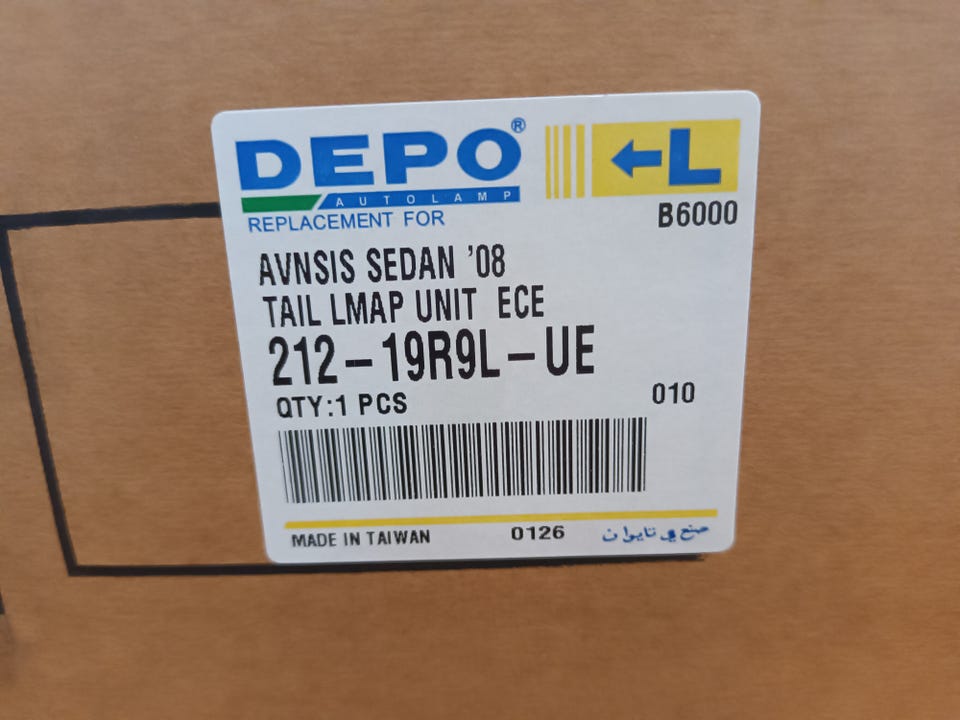 DEPO®
AUTOLAMP
REPLACEMENT FOR
←L
B6000
AVNSIS SEDAN '08
TAIL LMAP UNIT ECE
212-19R9L-UE
QTY:1 PCS
010
MADE IN TAIWAN 0126 صنع في تايوان